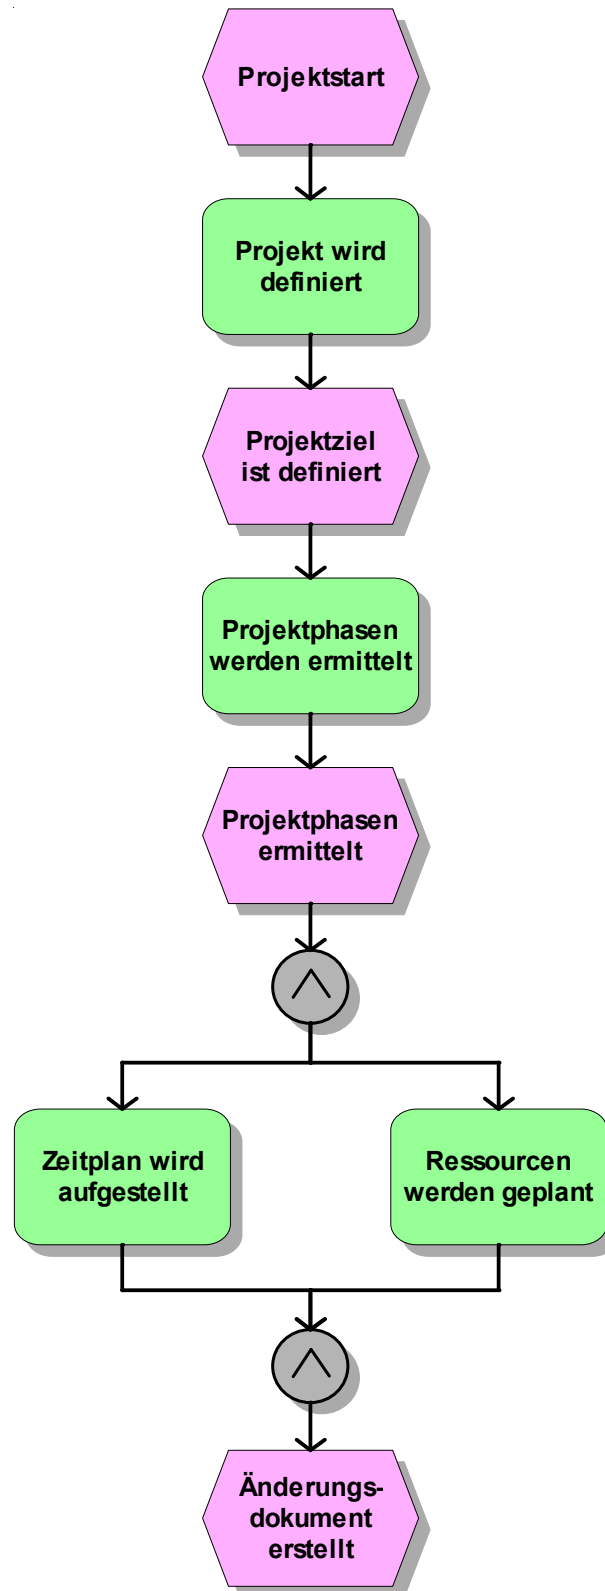 Projektstart
Projekt wird
definiert
Projektziel
ist definiert
Projektphasen
werden ermittelt
Projektphasen
ermittelt
Zeitplan wird
aufgestellt
Ressourcen
werden geplant
Änderungs-
dokument
erstellt